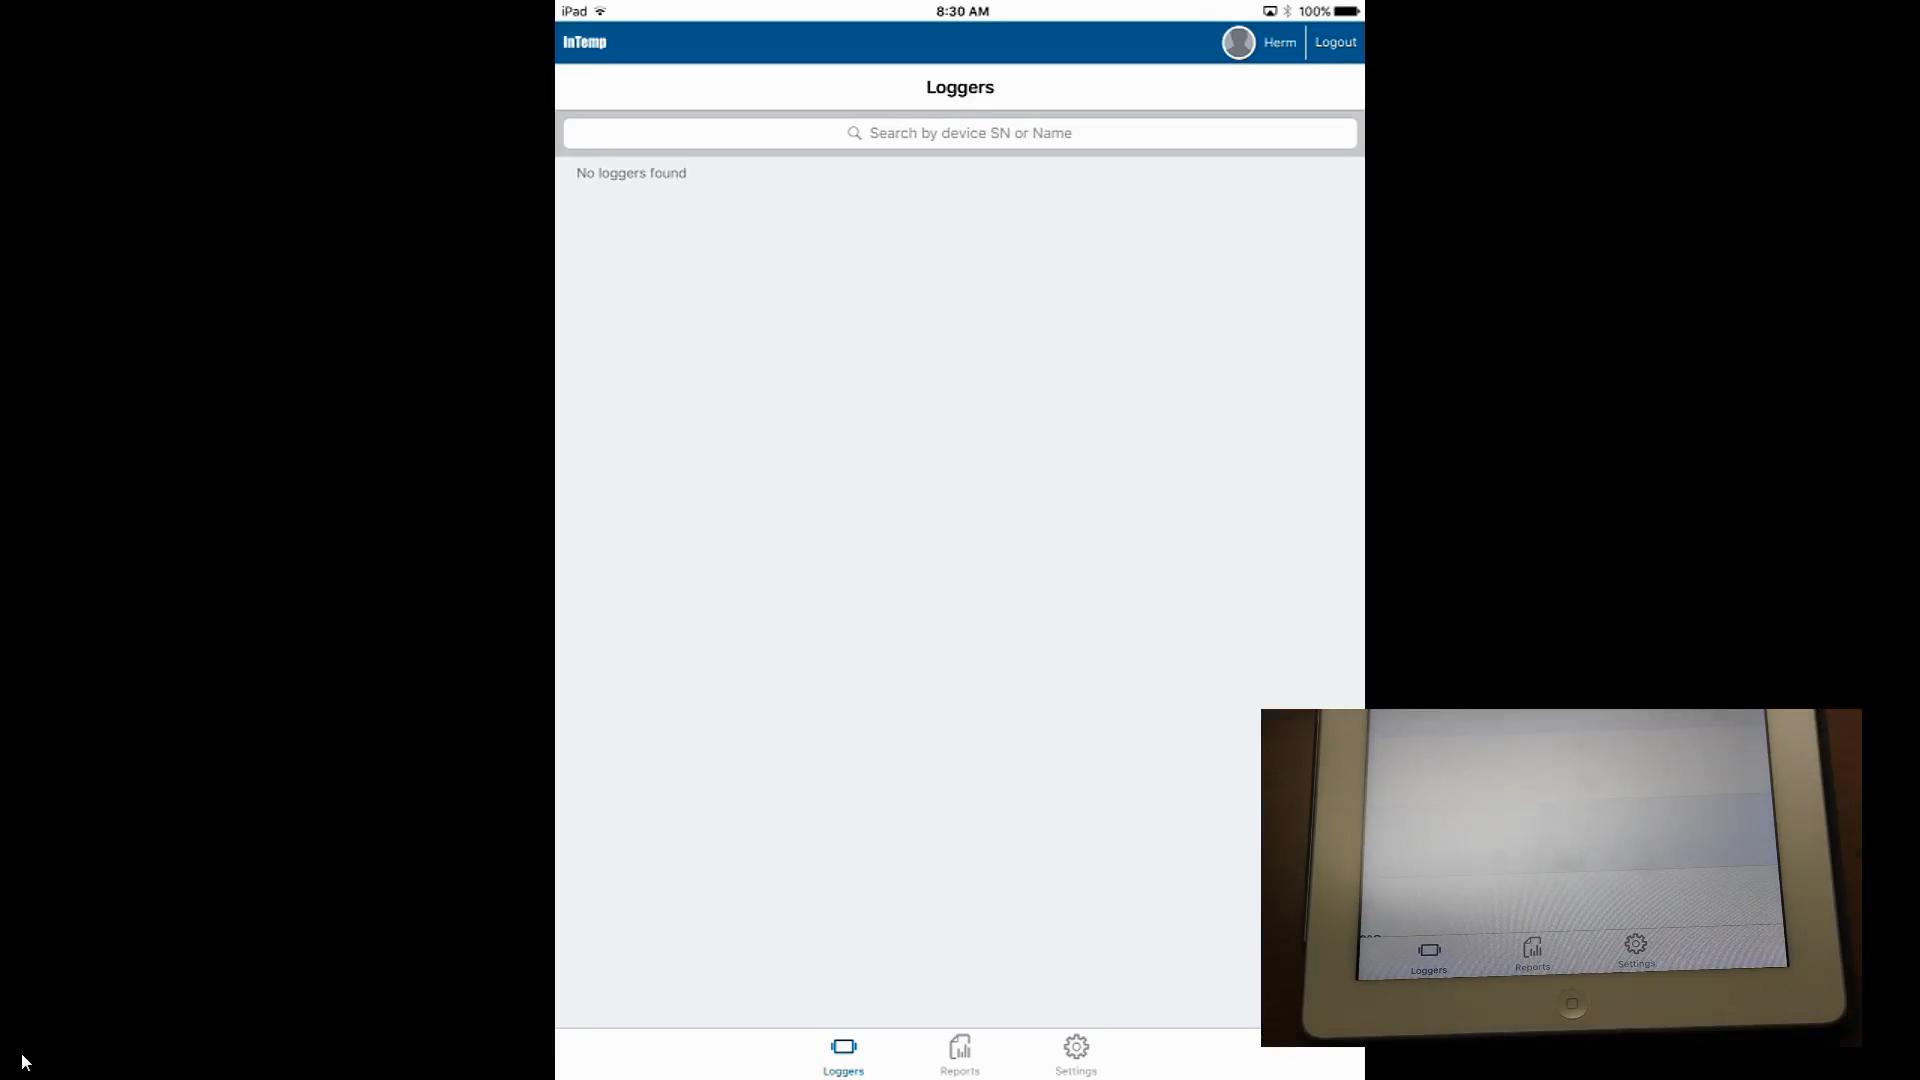 iPad 8:30 AM 100%
InTemp Herm Logout
Loggers
Search by device SN or Name
No loggers found
Loggers Reports Settings
Loggers Reports Settings